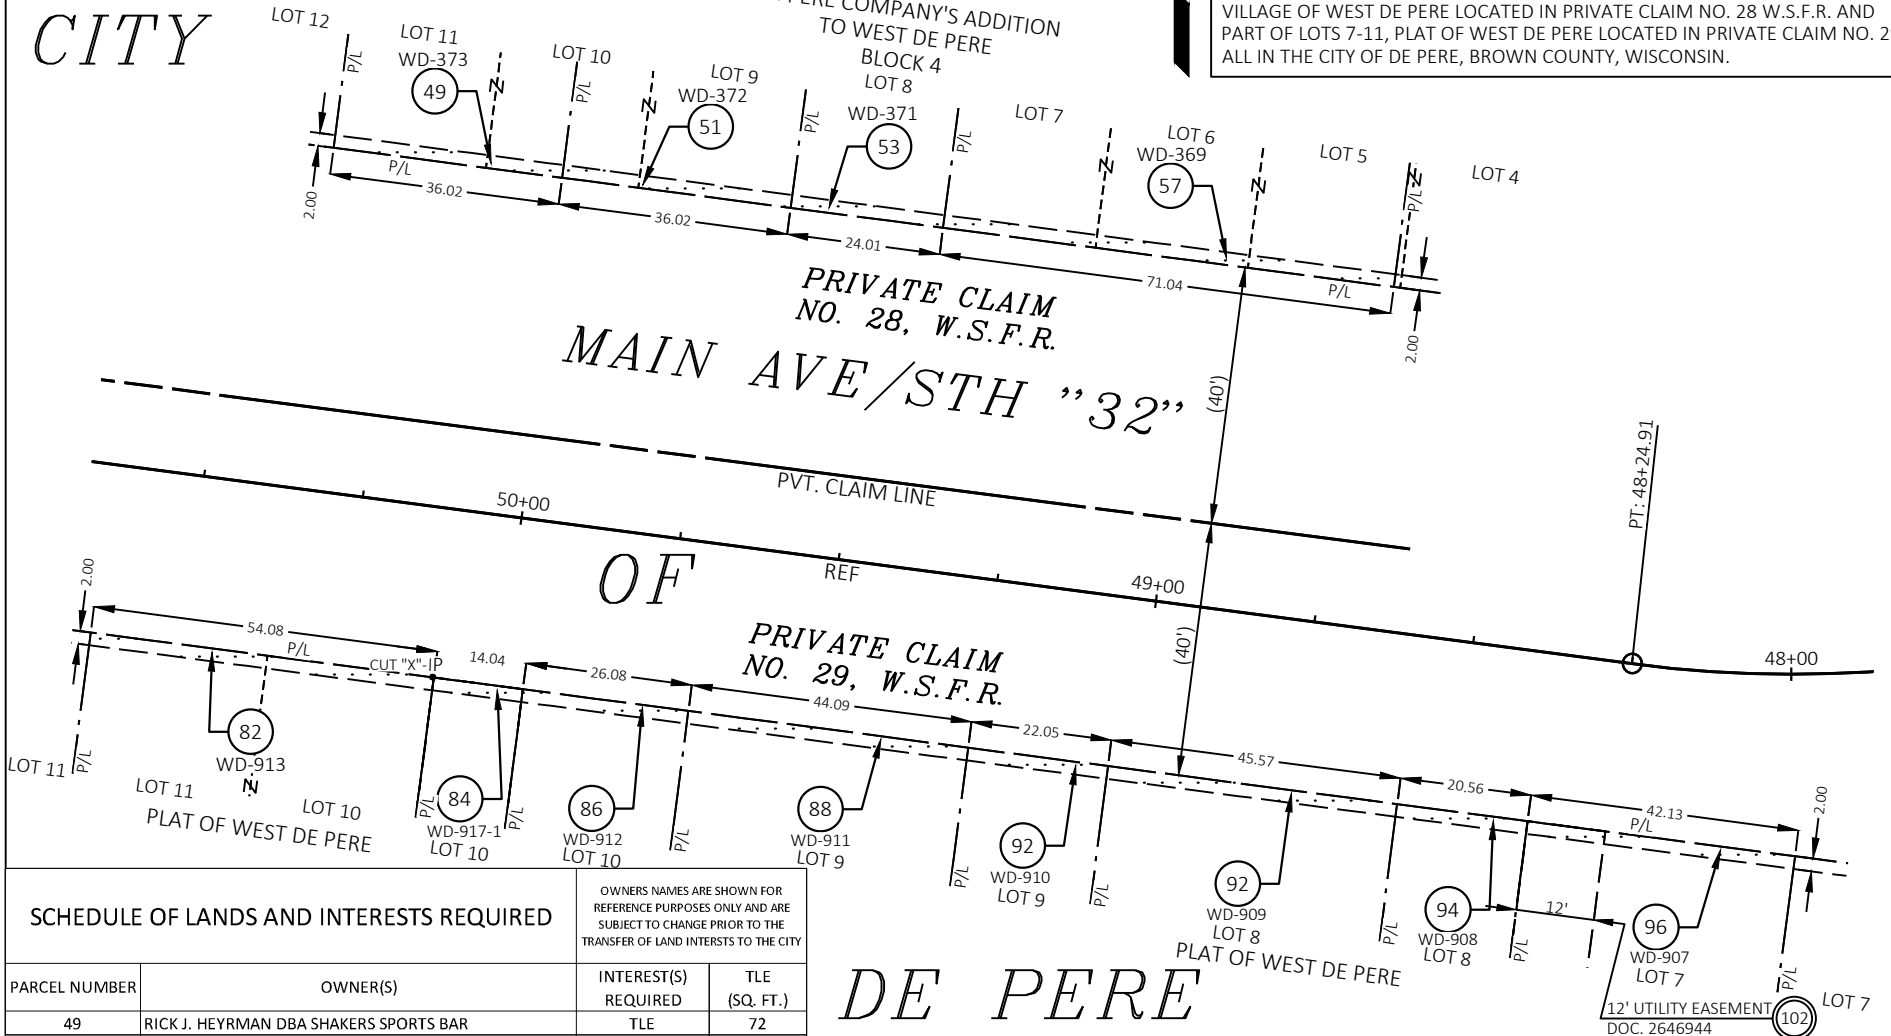 CITY
LOT 12
LOT 11
WD-373
49
LOT 10
LOT 9
WD-372
51
COMPANY'S ADDITION
TO WEST DE PERE
BLOCK 4
LOT 8
WD-371
53
LOT 7
LOT 6
WD-369
57
LOT 5
LOT 4
VILLAGE OF WEST DE PERE LOCATED IN PRIVATE CLAIM NO. 28 W.S.F.R. AND
PART OF LOTS 7-11, PLAT OF WEST DE PERE LOCATED IN PRIVATE CLAIM NO.
ALL IN THE CITY OF DE PERE, BROWN COUNTY, WISCONSIN.
P/L
P/L
P/L
P/L
P/L
P/L
P/L
Z
Z
Z
Z
Z
2.00
36.02
36.02
24.01
71.04
2.00
PRIVATE CLAIM
NO. 28, W.S.F.R.
MAIN AVE/STH "32"
(40')
PVT. CLAIM LINE
PT: 48+24.91
50+00
REF
49+00
48+00
OF
(40')
PRIVATE CLAIM
NO. 29, W.S.F.R.
2.00
54.08
P/L
CUT "X"-IP
14.04
26.08
44.09
22.05
45.57
20.56
42.13
P/L
2.00
LOT 11
P/L
82
WD-913
Z
LOT 11
LOT 10
PLAT OF WEST DE PERE
P/L
84
WD-917-1
LOT 10
P/L
86
WD-912
LOT 10
P/L
88
WD-911
LOT 9
P/L
92
WD-910
LOT 9
P/L
92
WD-909
LOT 8
PLAT OF WEST DE PERE
P/L
94
WD-908
LOT 8
P/L
12'
96
WD-907
LOT 7
P/L
LOT 7
12' UTILITY EASEMENT
DOC. 2646944
102
DE PERE
SCHEDULE OF LANDS AND INTERESTS REQUIRED
OWNERS NAMES ARE SHOWN FOR
REFERENCE PURPOSES ONLY AND ARE
SUBJECT TO CHANGE PRIOR TO THE
TRANSFER OF LAND INTERSTS TO THE CITY
PARCEL NUMBER
OWNER(S)
INTEREST(S)
REQUIRED
TLE
(SQ. FT.)
49
RICK J. HEYRMAN DBA SHAKERS SPORTS BAR
TLE
72